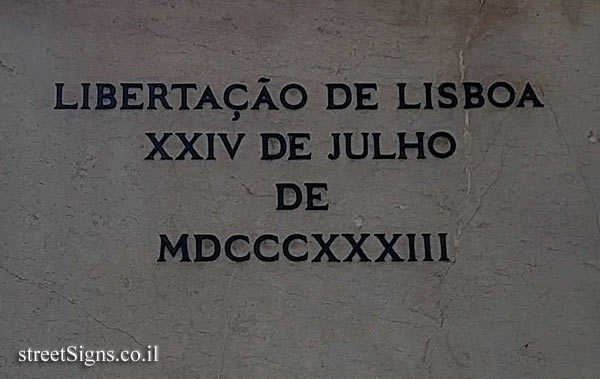 LIBERTAÇÃO DE LISBOA
XXIV DE JULHO
DE
MDCCCXXXIII
streetSigns.co.il